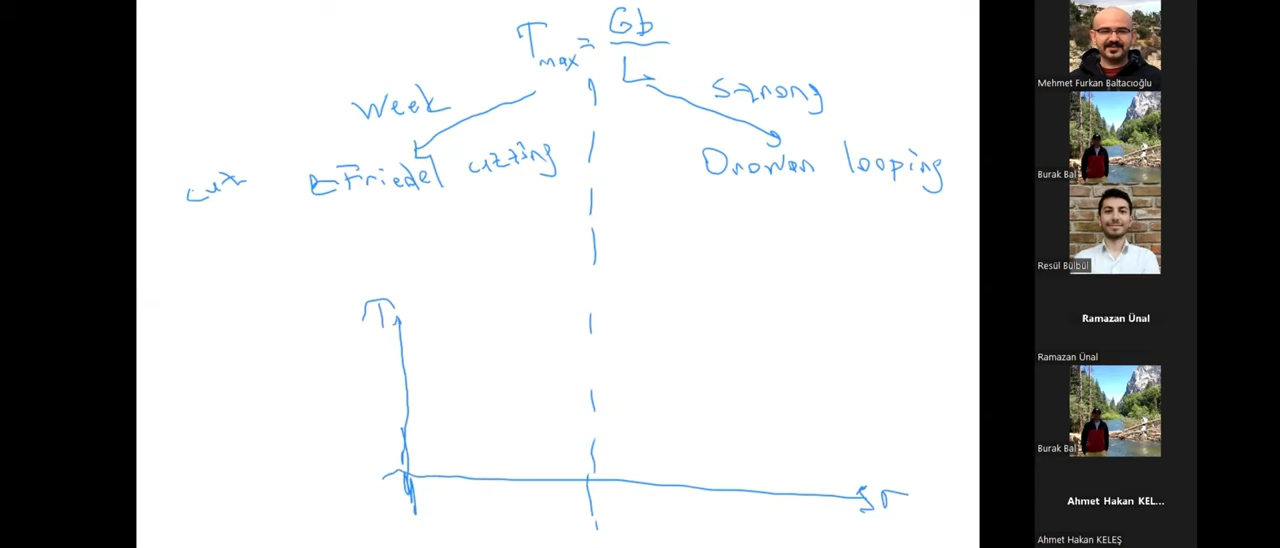 τmax = Gb
L
Week
Strong
cut
Friedel cutting
Orowan looping
τ
r
Mehmet Furkan Baltacıoğlu
Burak Bal
Resül Bülbül
Ramazan Ünal
Ramazan Ünal
Burak Bal
Ahmet Hakan KEL...
Ahmet Hakan KELEŞ